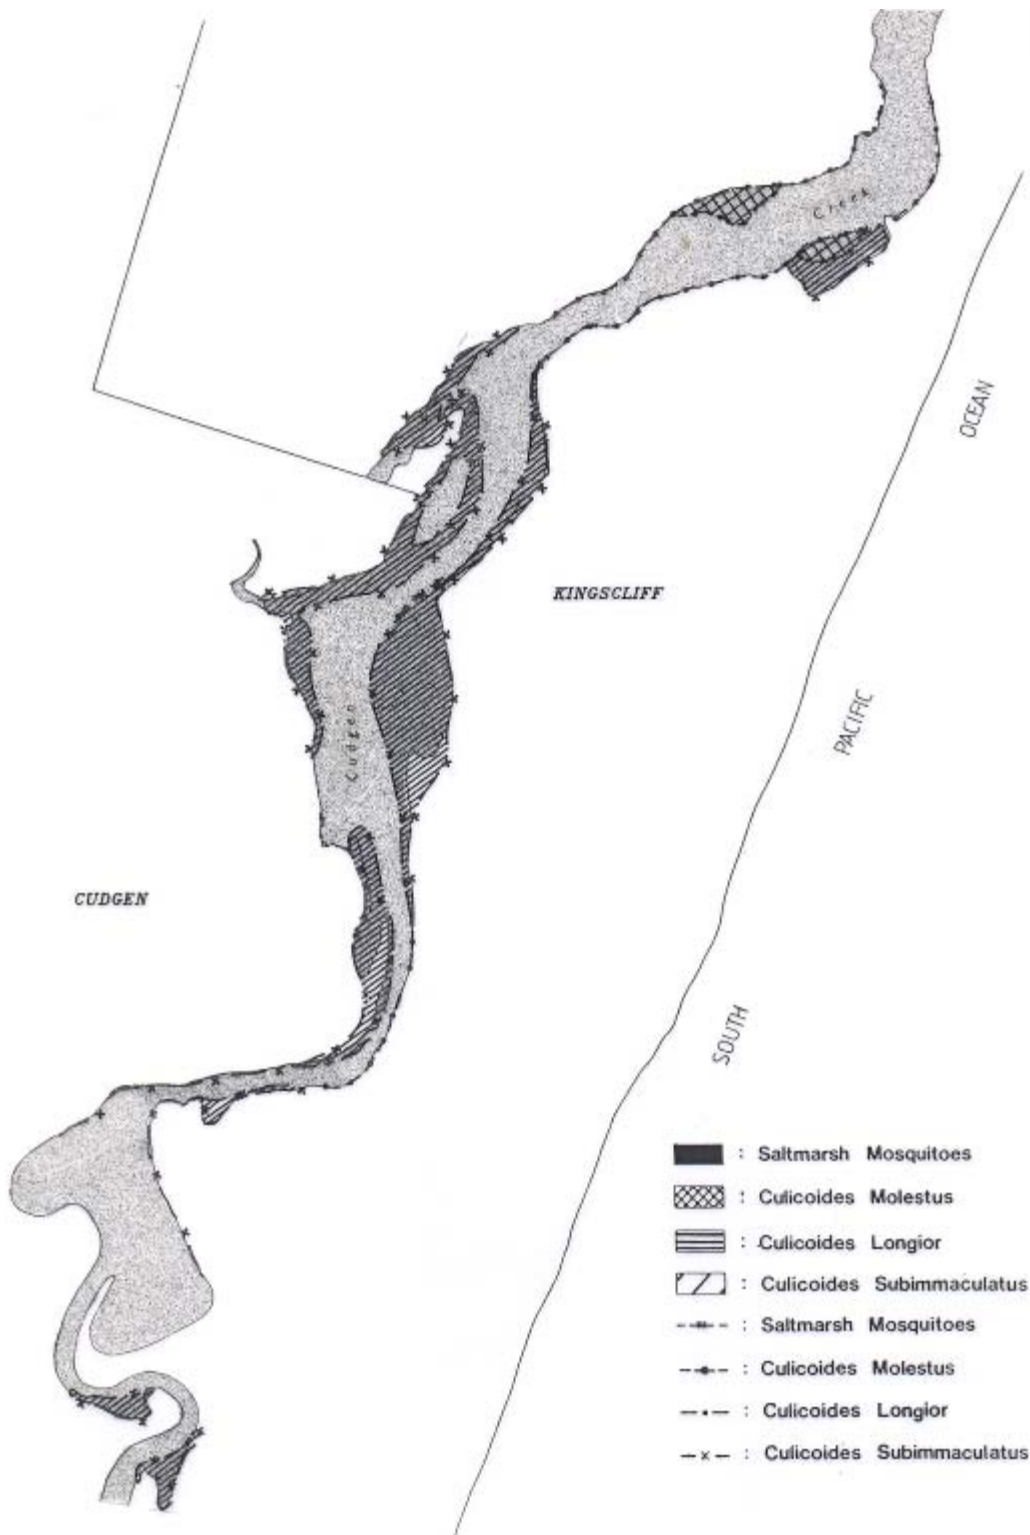 Creek
OCEAN
KINGSCLIFF
PACIFIC
Cudgen
CUDGEN
SOUTH
: Saltmarsh Mosquitoes
: Culicoides Molestus
: Culicoides Longior
: Culicoides Subimmaculatus
: Saltmarsh Mosquitoes
: Culicoides Molestus
: Culicoides Longior
: Culicoides Subimmaculatus